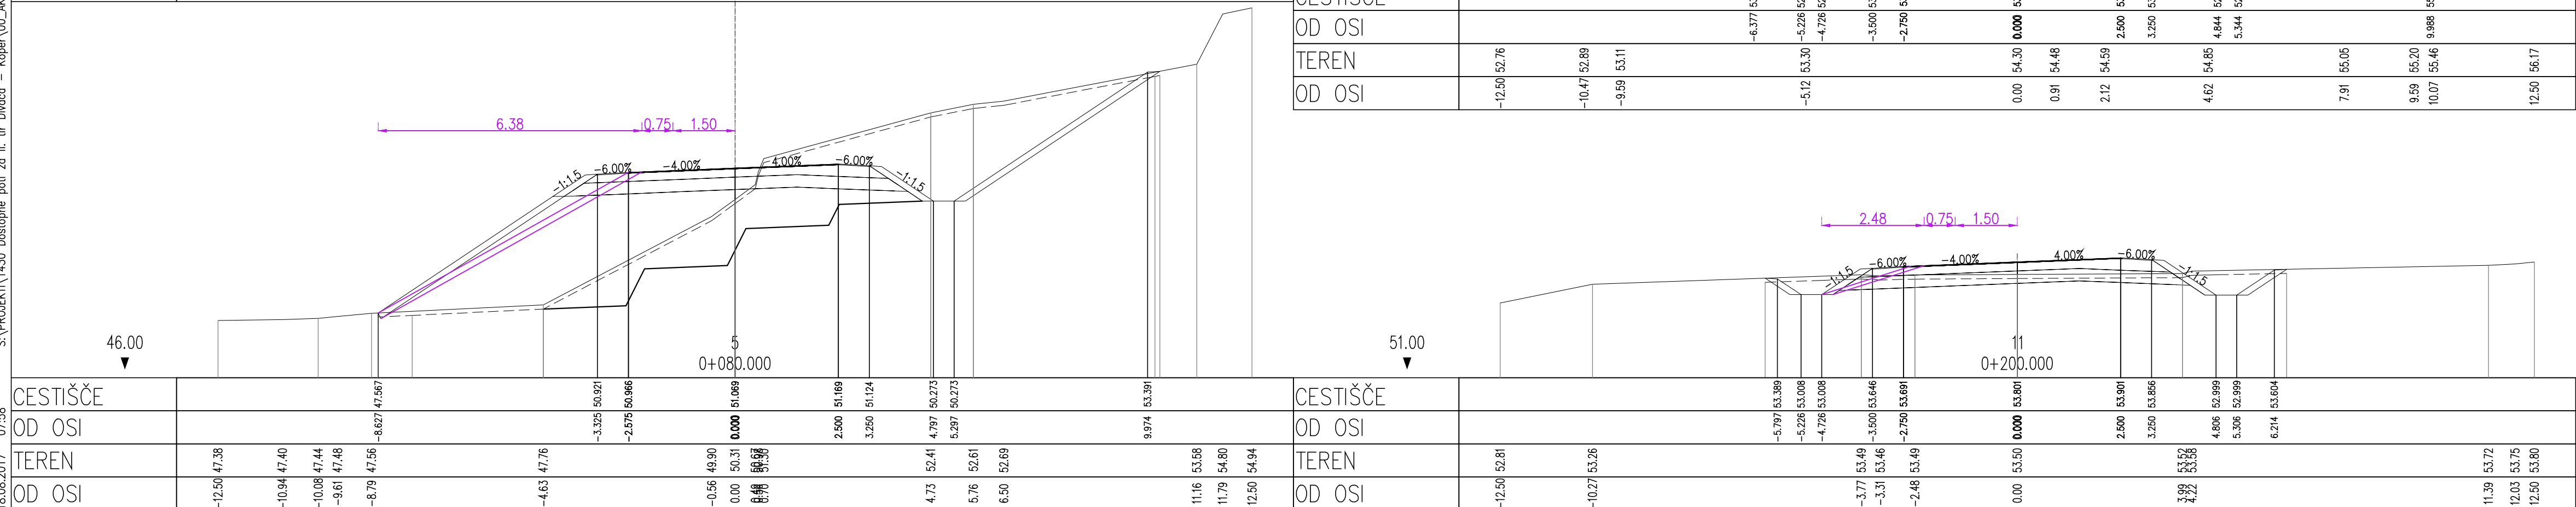 CESTIŠČE
OD OSI -6.377 -5.226 -4.726 -3.500 -2.750 0.000 2.500 3.250 4.844 5.344 9.988
TEREN 52.76 52.89 53.11 53.30 54.30 54.48 54.59 54.85 55.05 55.20 55.46 56.17
OD OSI -12.50 -10.47 -9.59 -5.12 0.00 0.91 2.12 4.62 7.91 9.59 10.07 12.50
6.38 0.75 1.50
-1:1.5 -6.00% -4.00% 4.00% -6.00% -1:1.5
46.00
5
0+080.000
CESTIŠČE 47.567 50.921 50.966 51.069 51.169 51.124 50.273 50.273 53.391
OD OSI -8.627 -3.325 -2.575 0.000 2.500 3.250 4.797 5.297 9.974
TEREN 47.38 47.40 47.44 47.48 47.56 47.76 49.90 50.31 51.30 52.41 52.61 52.69 53.58 54.80 54.94
OD OSI -12.50 -10.94 -10.08 -9.61 -8.79 -4.63 -0.56 0.00 0.70 4.73 5.76 6.50 11.16 11.79 12.50
2.48 0.75 1.50
-1:1.5 -6.00% -4.00% 4.00% -6.00% -1:1.5
51.00
11
0+200.000
CESTIŠČE 53.389 53.008 53.008 53.646 53.691 53.801 53.901 53.856 52.999 52.999 53.604
OD OSI -5.797 -5.226 -4.726 -3.500 -2.750 0.000 2.500 3.250 4.806 5.306 6.214
TEREN 52.81 53.26 53.49 53.46 53.49 53.50 53.52 53.58 53.72 53.75 53.80
OD OSI -12.50 -10.27 -3.77 -3.31 -2.48 0.00 3.99 4.22 11.39 12.03 12.50
07:58